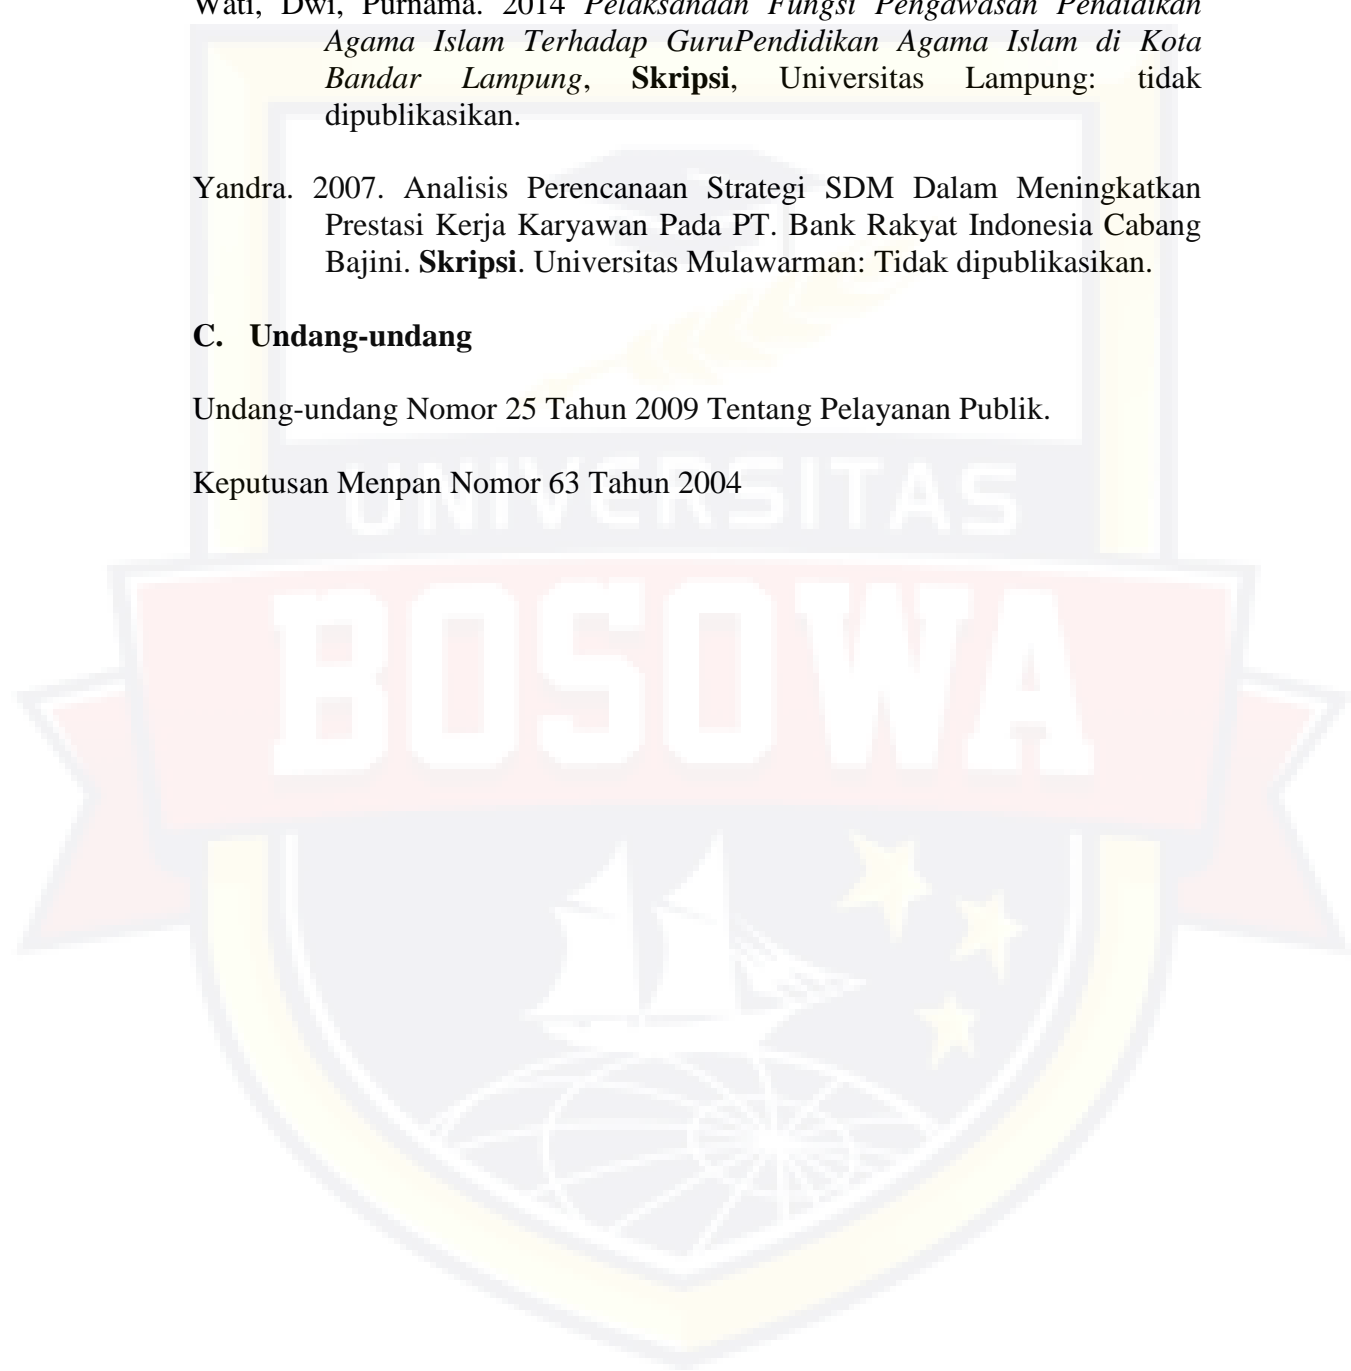 Wati, Dwi, Purnama. 2014 Pelaksanaan Fungsi Pengawasan Pendidikan
Agama Islam Terhadap GuruPendidikan Agama Islam di Kota
Bandar Lampung, Skripsi, Universitas Lampung: tidak
dipublikasikan.
Yandra. 2007. Analisis Perencanaan Strategi SDM Dalam Meningkatkan
Prestasi Kerja Karyawan Pada PT. Bank Rakyat Indonesia Cabang
Bajini. Skripsi. Universitas Mulawarman: Tidak dipublikasikan.
C. Undang-undang
Undang-undang Nomor 25 Tahun 2009 Tentang Pelayanan Publik.
Keputusan Menpan Nomor 63 Tahun 2004
UNIVERSITAS
BOSOWA